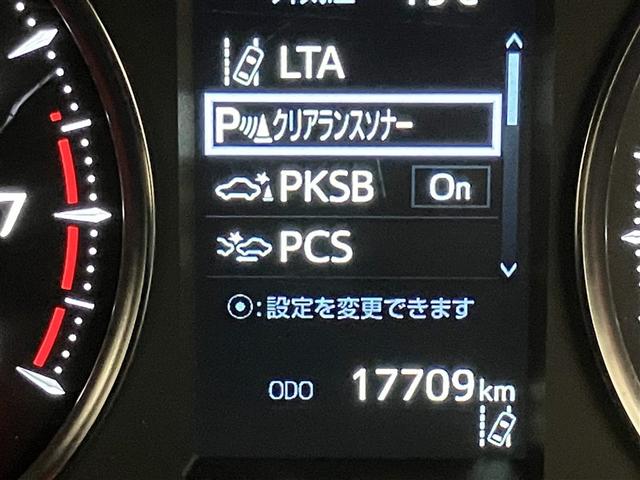 LTA
Pクリアランスソナー
PKSB On
PCS
⦿:設定を変更できます
ODO 17709km
7